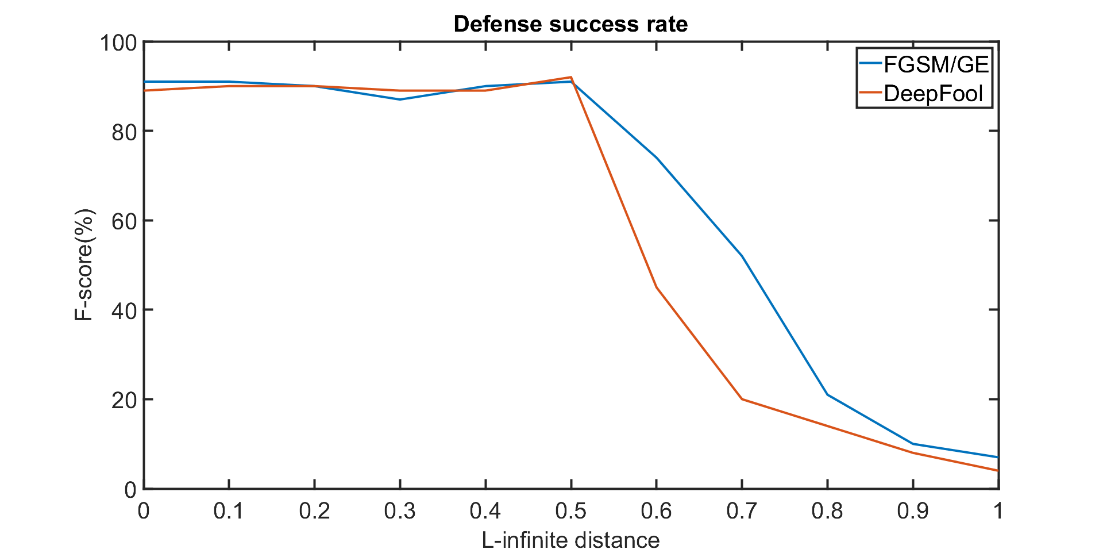 Defense success rate
100
80
60
40
20
0
F-score(%)
FGSM/GE
DeepFool
0 0.1 0.2 0.3 0.4 0.5 0.6 0.7 0.8 0.9 1
L-infinite distance